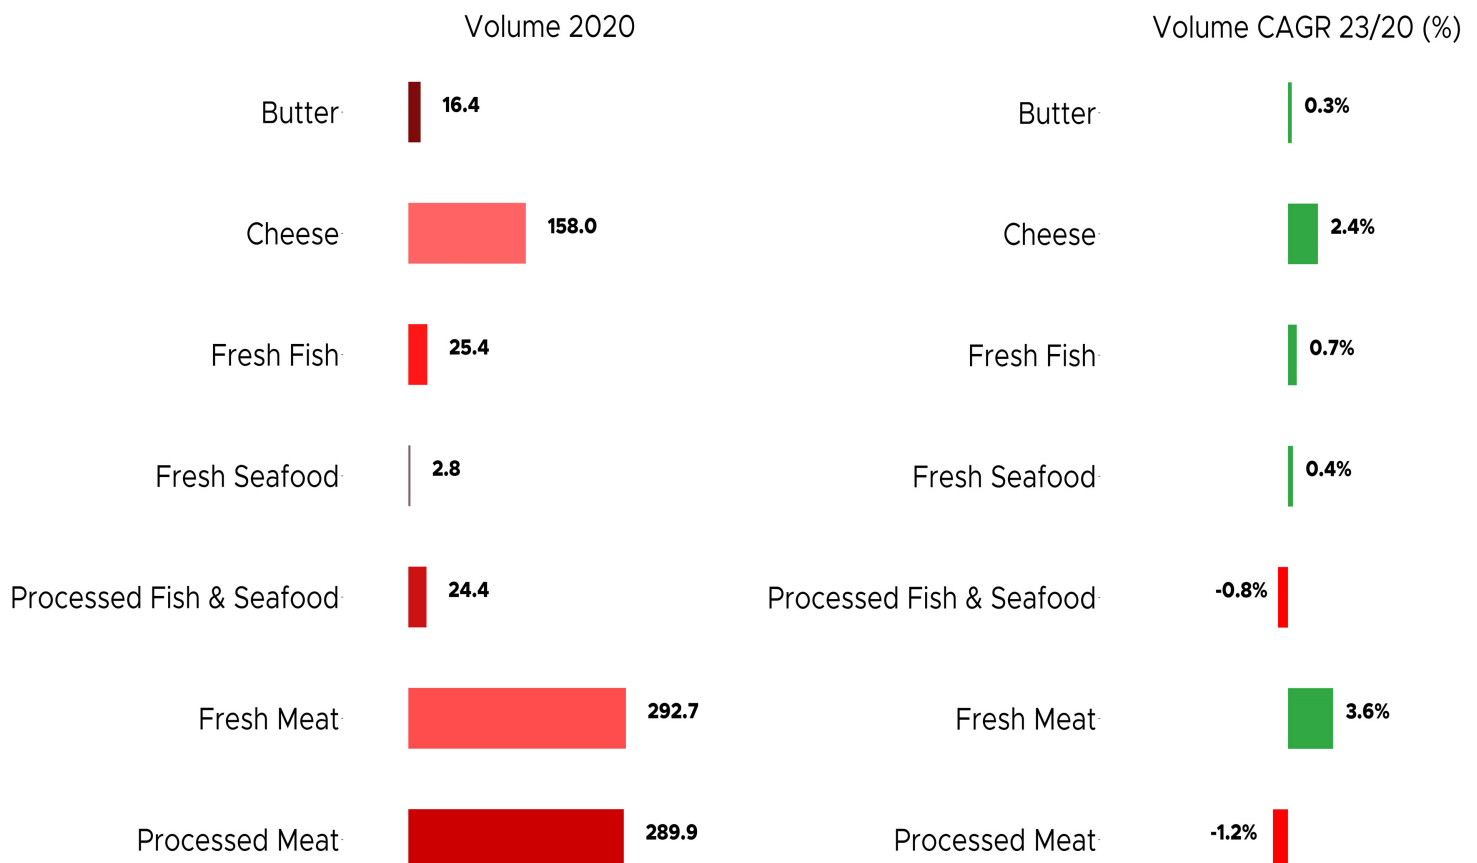 Volume 2020
Volume CAGR 23/20 (%)
Butter 16.4
Butter 0.3%
Cheese 158.0
Cheese 2.4%
Fresh Fish 25.4
Fresh Fish 0.7%
Fresh Seafood 2.8
Fresh Seafood 0.4%
Processed Fish & Seafood 24.4
Processed Fish & Seafood -0.8%
Fresh Meat 292.7
Fresh Meat 3.6%
Processed Meat 289.9
Processed Meat -1.2%